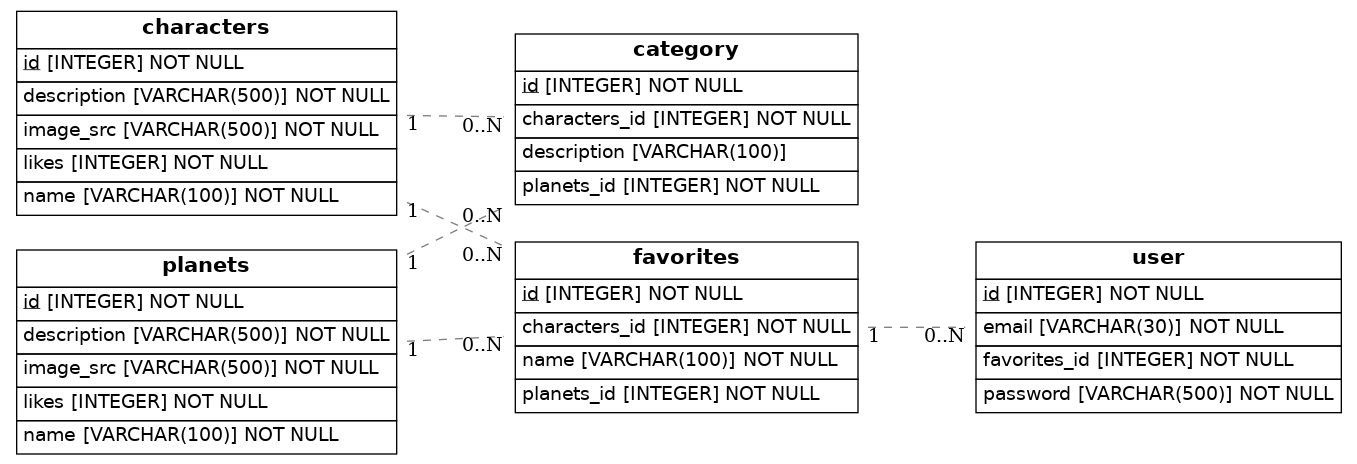 characters
id [INTEGER] NOT NULL
description [VARCHAR(500)] NOT NULL
image_src [VARCHAR(500)] NOT NULL
likes [INTEGER] NOT NULL
name [VARCHAR(100)] NOT NULL
category
id [INTEGER] NOT NULL
characters_id [INTEGER] NOT NULL
description [VARCHAR(100)]
planets_id [INTEGER] NOT NULL
1
0..N
1
0..N
1
0..N
planets
id [INTEGER] NOT NULL
description [VARCHAR(500)] NOT NULL
image_src [VARCHAR(500)] NOT NULL
likes [INTEGER] NOT NULL
name [VARCHAR(100)] NOT NULL
1
0..N
favorites
id [INTEGER] NOT NULL
characters_id [INTEGER] NOT NULL
name [VARCHAR(100)] NOT NULL
planets_id [INTEGER] NOT NULL
1
0..N
user
id [INTEGER] NOT NULL
email [VARCHAR(30)] NOT NULL
favorites_id [INTEGER] NOT NULL
password [VARCHAR(500)] NOT NULL